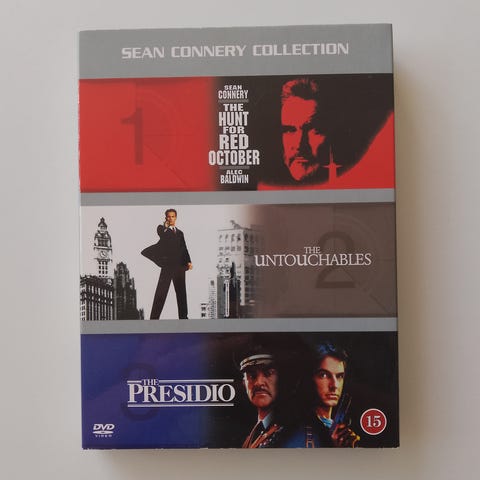 SEAN CONNERY COLLECTION
1
SEAN
CONNERY
THE
HUNT
FOR
RED
OCTOBER
ALEC
BALDWIN
2
THE
UNTOUCHABLES
3
THE
PRESIDIO
DVD
VIDEO
15